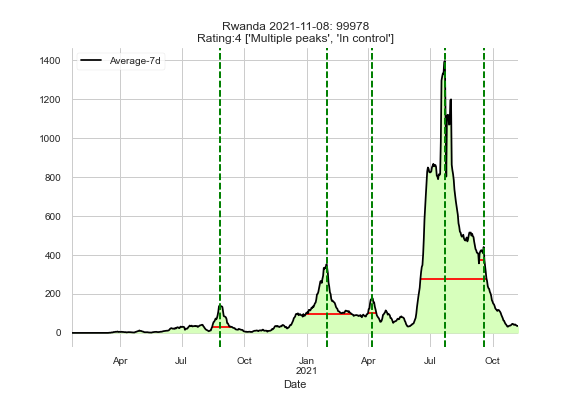 Rwanda 2021-11-08: 99978
Rating:4 ['Multiple peaks', 'In control']
Average-7d
1400
1200
1000
800
600
400
200
0
Apr Jul Oct Jan Apr Jul Oct
2021
Date